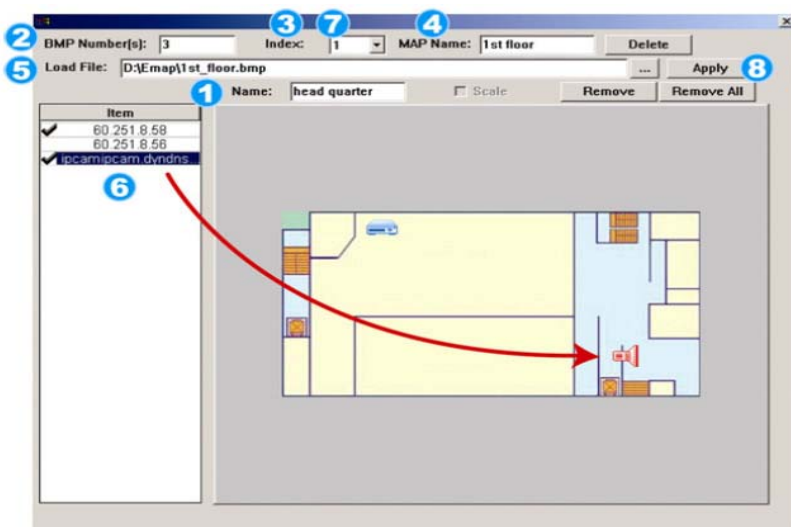 3 7 4
2 BMP Number(s): 3 Index: 1 MAP Name: 1st floor Delete
5 Load File: D:\Emap\1st_floor.bmp ... Apply 8
1 Name: head quarter Scale Remove Remove All
Item
60.251.8.58
60.251.8.56
ipcamipcam.dyndns
6